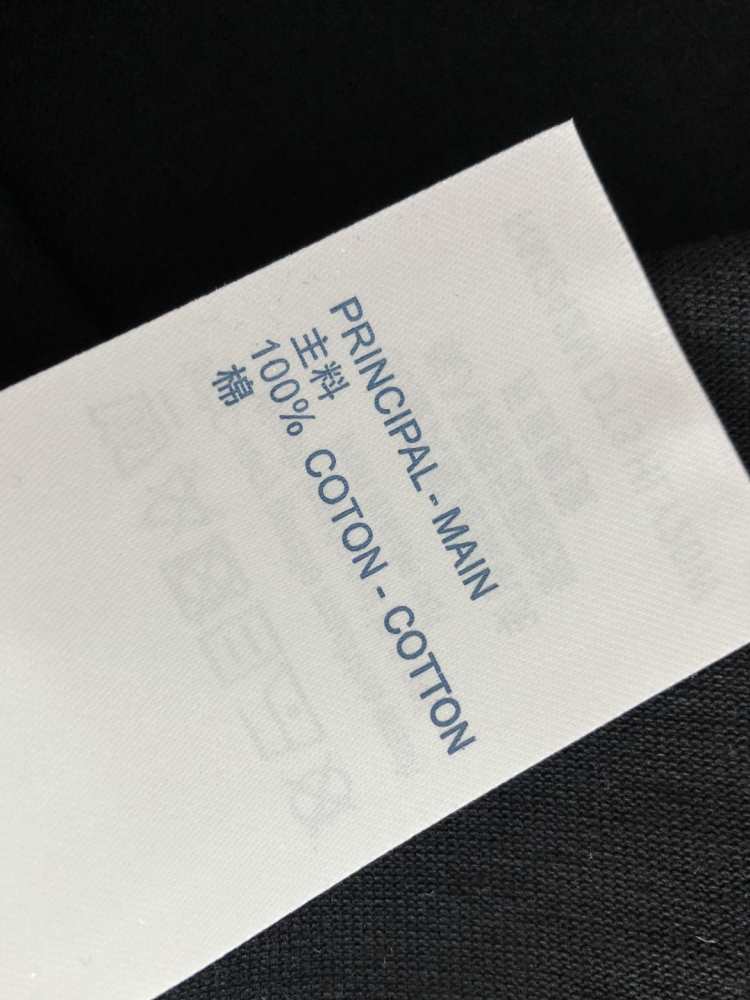 PRINCIPAL - MAIN
主料
100% COTON - COTTON
棉